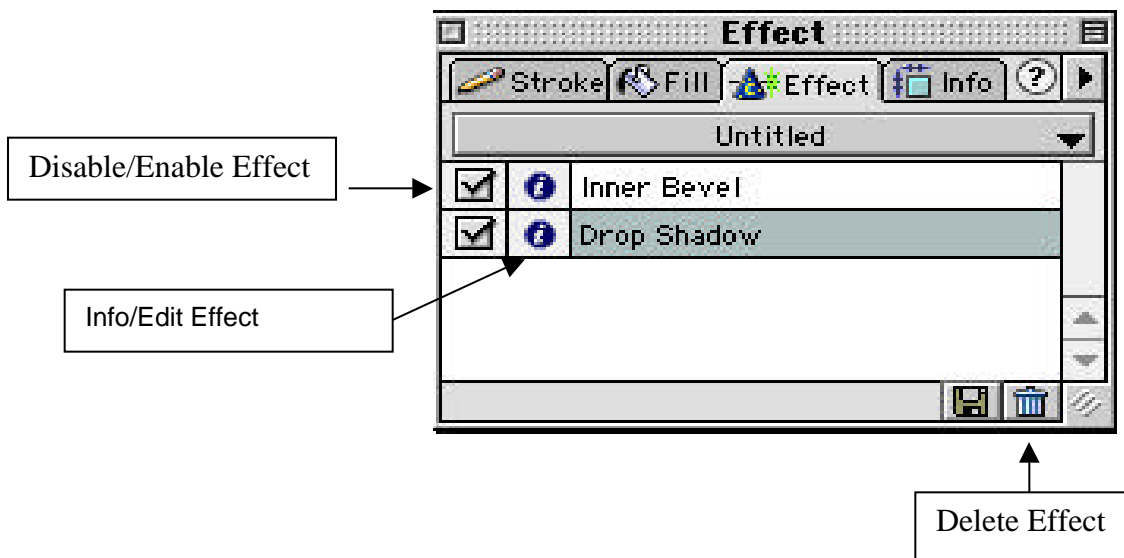 Effect
Stroke Fill Effect Info ?
Untitled
Disable/Enable Effect
i Inner Bevel
i Drop Shadow
Info/Edit Effect
Delete Effect